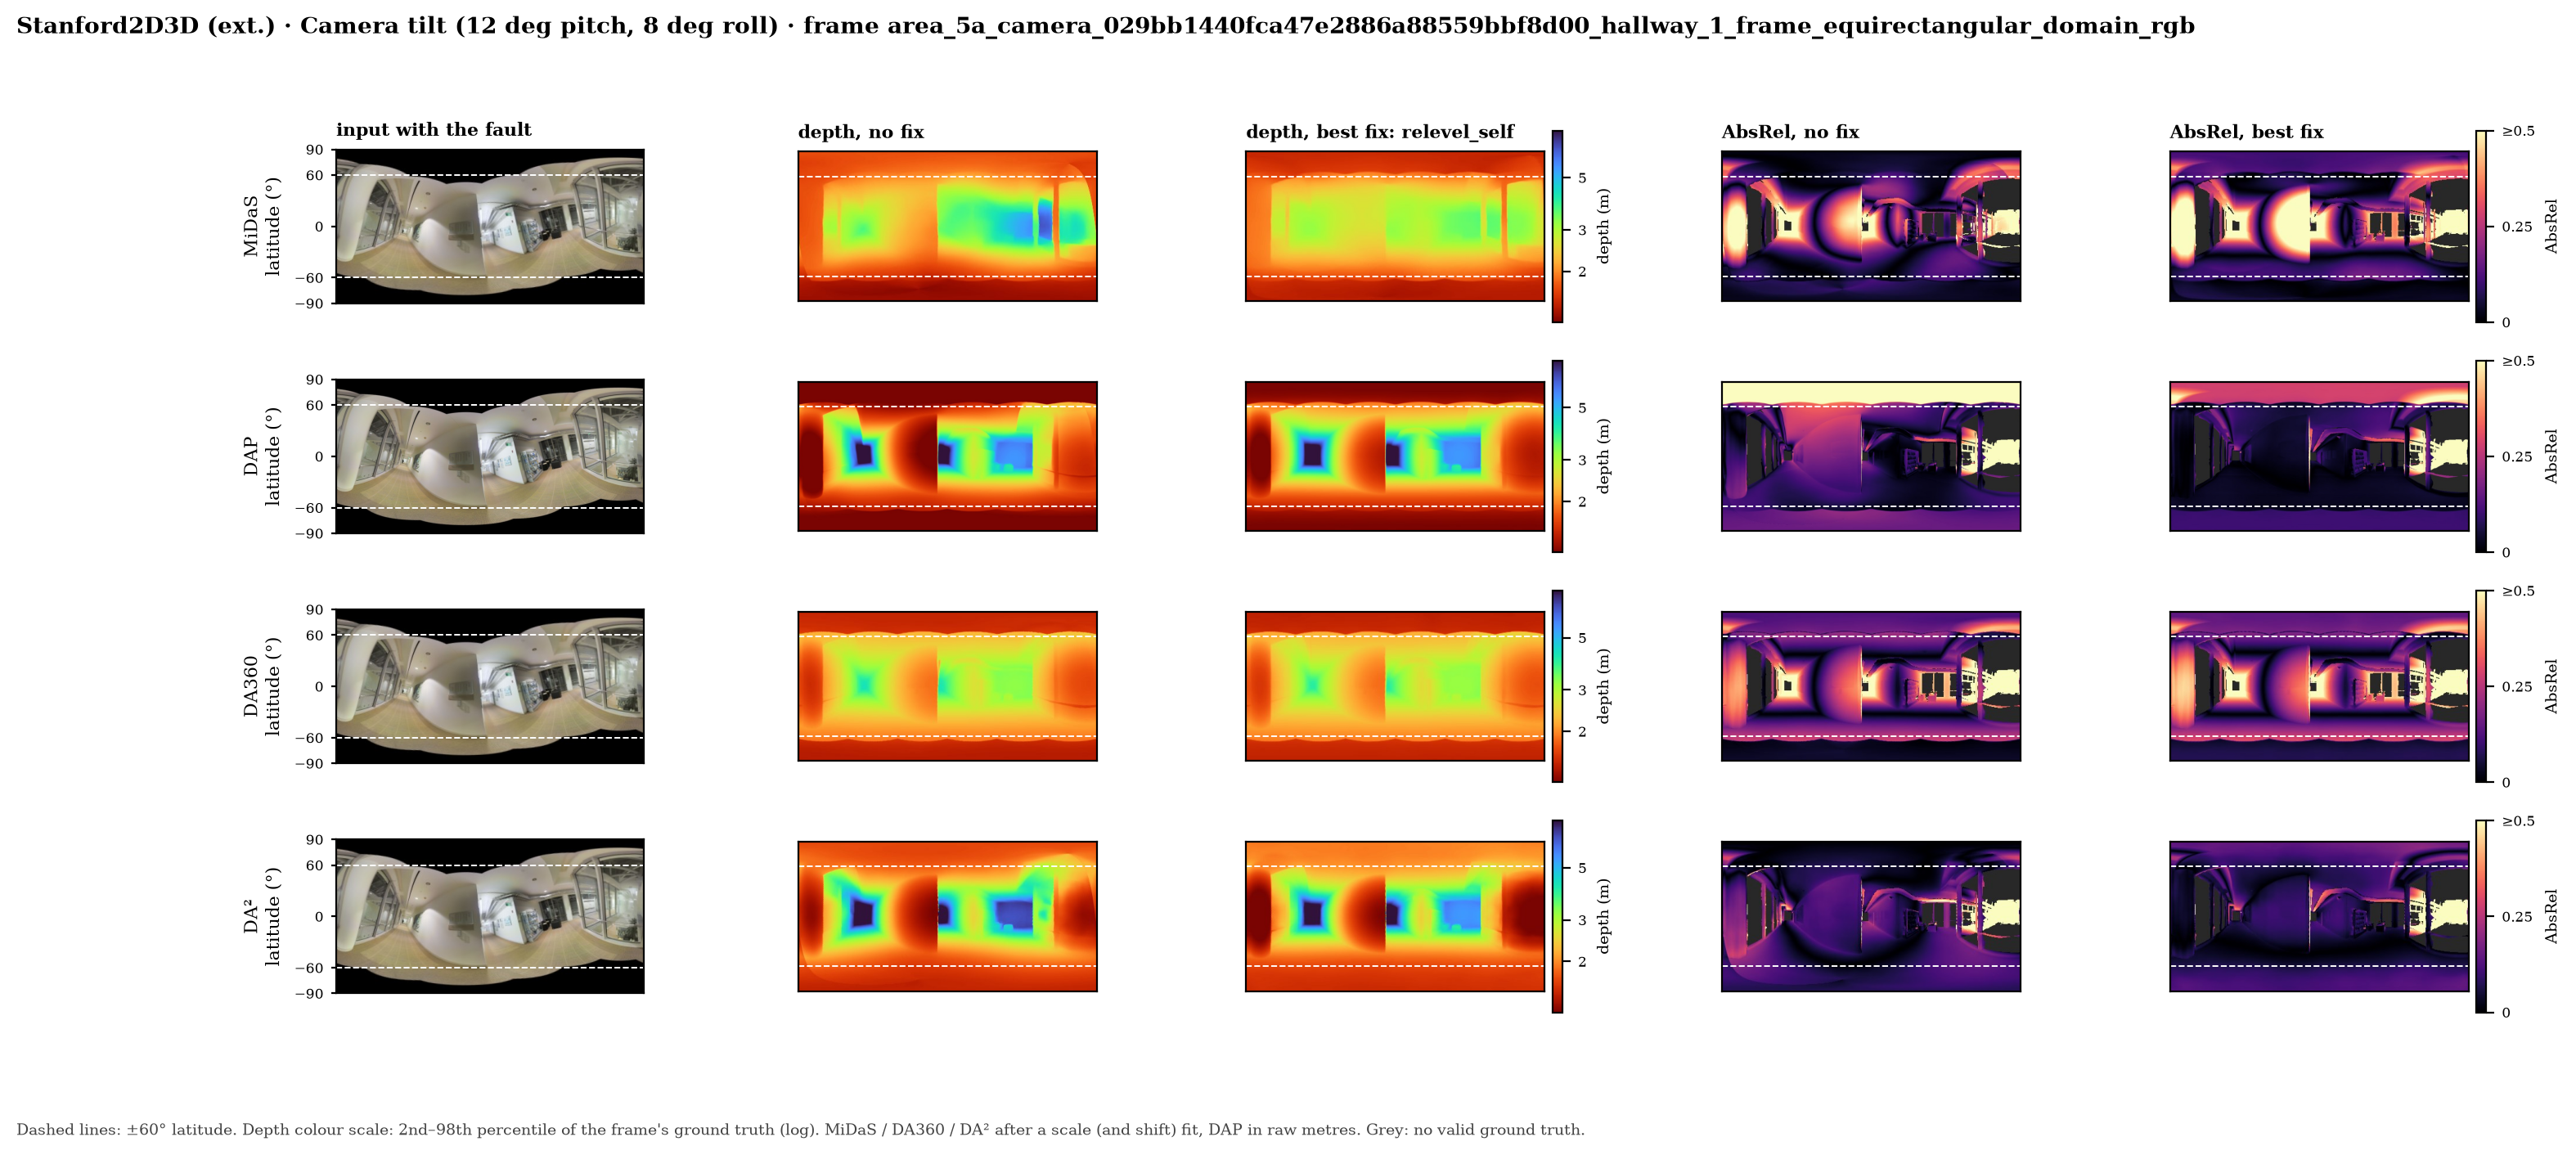 Stanford2D3D (ext.) · Camera tilt (12 deg pitch, 8 deg roll) · frame area_5a_camera_029bb1440fca47e2886a88559bbf8d00_hallway_1_frame_equirectangular_domain_rgb
input with the fault
depth, no fix
depth, best fix: relevel_self
AbsRel, no fix
AbsRel, best fix
MiDaS
latitude (°)
90
60
0
−60
−90
5
3
2
depth (m)
≥0.5
0.25
0
AbsRel
DAP
latitude (°)
90
60
0
−60
−90
5
3
2
depth (m)
≥0.5
0.25
0
AbsRel
DA360
latitude (°)
90
60
0
−60
−90
5
3
2
depth (m)
≥0.5
0.25
0
AbsRel
DA²
latitude (°)
90
60
0
−60
−90
5
3
2
depth (m)
≥0.5
0.25
0
AbsRel
Dashed lines: ±60° latitude. Depth colour scale: 2nd–98th percentile of the frame's ground truth (log). MiDaS / DA360 / DA² after a scale (and shift) fit, DAP in raw metres. Grey: no valid ground truth.